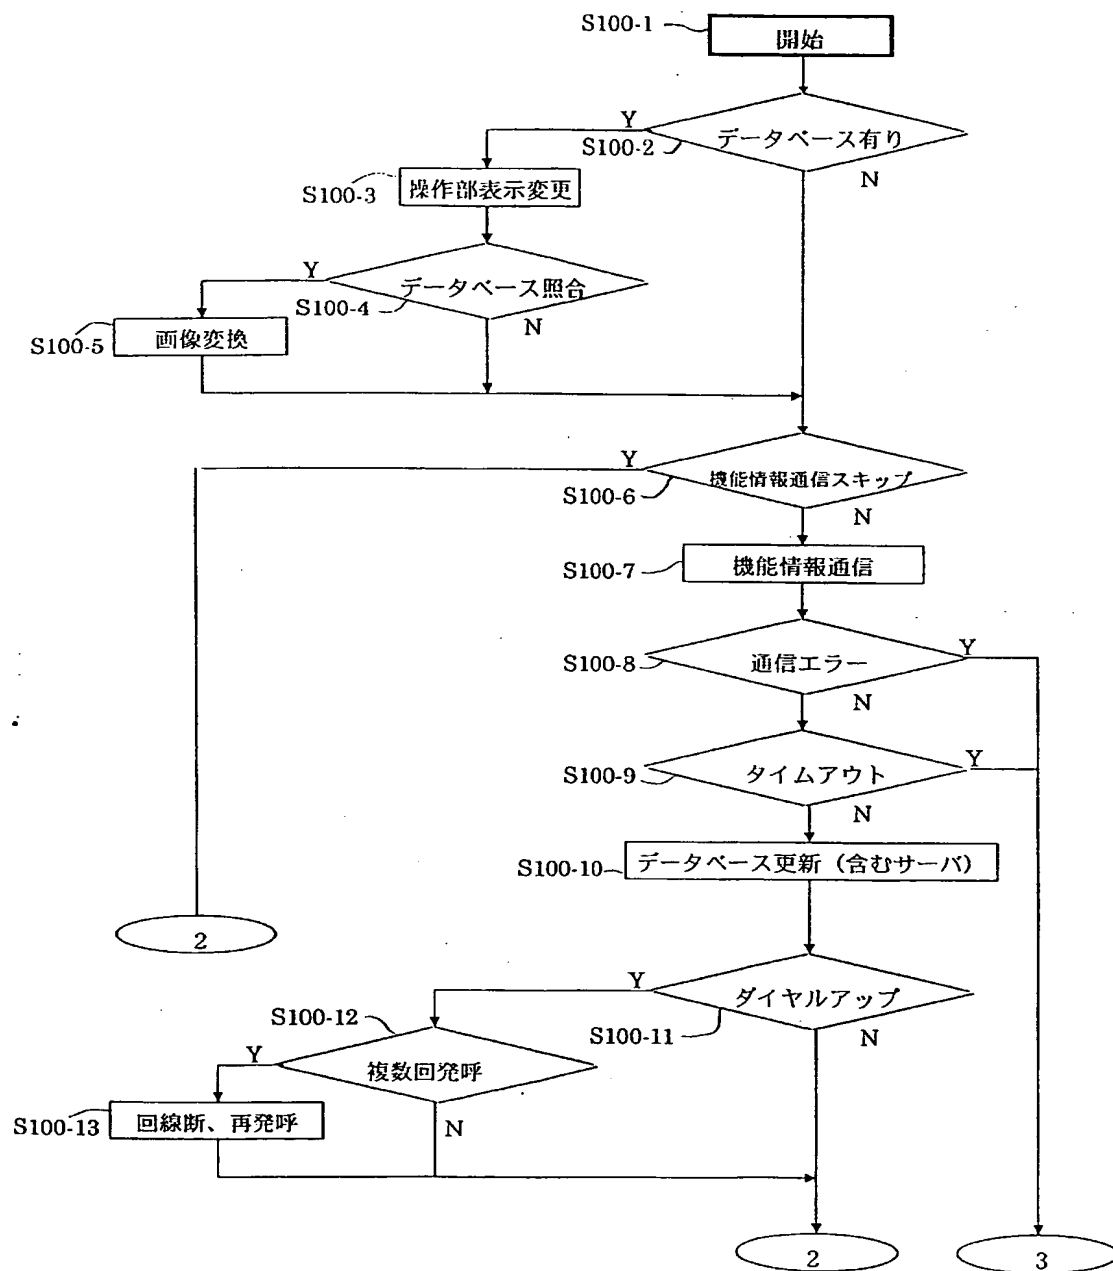 S100-1
開始
Y
データベース有り
S100-2
N
S100-3
操作部表示変更
Y
データベース照合
S100-4
N
S100-5
画像変換
Y
機能情報通信スキップ
S100-6
N
S100-7
機能情報通信
Y
S100-8
通信エラー
N
Y
S100-9
タイムアウト
N
S100-10
データベース更新（含むサーバ）
2
Y
ダイヤルアップ
S100-12
S100-11
N
Y
複数回発呼
S100-13
回線断、再発呼
N
2
3